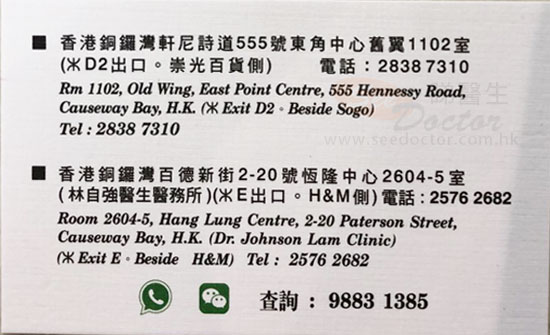 ■ 香港銅鑼灣軒尼詩道555號東角中心舊翼1102室
(港鐵D2出口。崇光百貨側) 電話：2838 7310
Rm 1102, Old Wing, East Point Centre, 555 Hennessy Road,
Causeway Bay, H.K. (Exit D2。Beside Sogo)
Tel : 2838 7310
醫生
Doctor
www.seedoctor.com.hk
■ 香港銅鑼灣百德新街2-20號恆隆中心2604-5室
(林自強醫生醫務所)(E出口。H&M側)電話:2576 2682
Room 2604-5, Hang Lung Centre, 2-20 Paterson Street,
Causeway Bay, H.K. (Dr. Johnson Lam Clinic)
(Exit E。Beside H&M) Tel : 2576 2682
查詢 : 9883 1385